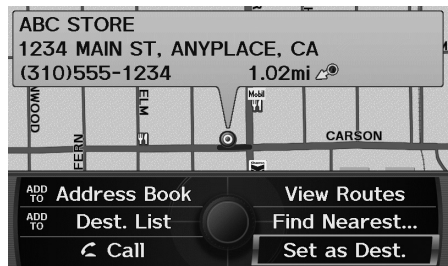 ABC STORE
1234 MAIN ST, ANYPLACE, CA
(310)555-1234 1.02mi
Mobil
NWOOD
ELM
FERN
CARSON
ADD TO Address Book
View Routes
ADD TO Dest. List
Find Nearest...
Call
Set as Dest.